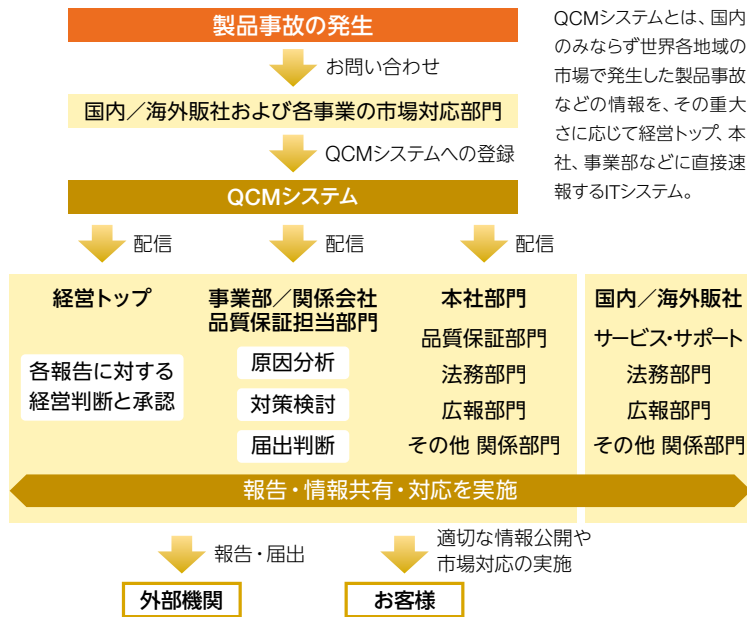 製品事故の発生
お問い合わせ
国内／海外販社および各事業の市場対応部門
QCMシステムへの登録
QCMシステム
QCMシステムとは、国内
のみならず世界各地域の
市場で発生した製品事故
などの情報を、その重大
さに応じて経営トップ、本
社、事業部などに直接速
報するITシステム。
配信
配信
配信
経営トップ
各報告に対する
経営判断と承認
事業部／関係会社
品質保証担当部門
原因分析
対策検討
届出判断
本社部門
品質保証部門
法務部門
広報部門
その他 関係部門
国内／海外販社
サービス・サポート
法務部門
広報部門
その他 関係部門
報告・情報共有・対応を実施
報告・届出
適切な情報公開や
市場対応の実施
外部機関
お客様